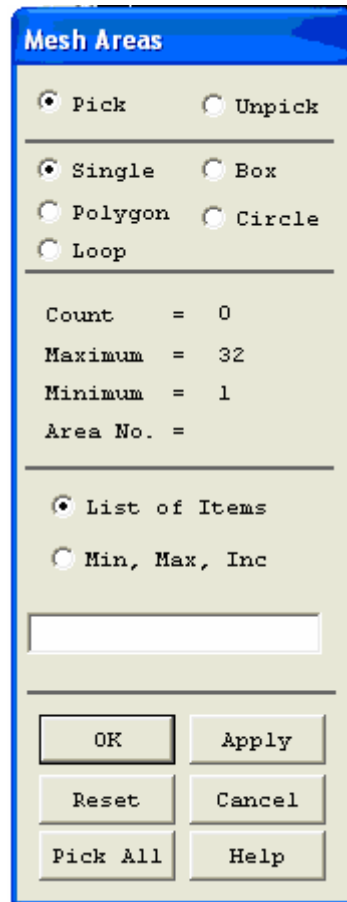 Mesh Areas
Pick Unpick
Single Box
Polygon Circle
Loop
Count = 0
Maximum = 32
Minimum = 1
Area No. =
List of Items
Min, Max, Inc
OK Apply
Reset Cancel
Pick All Help